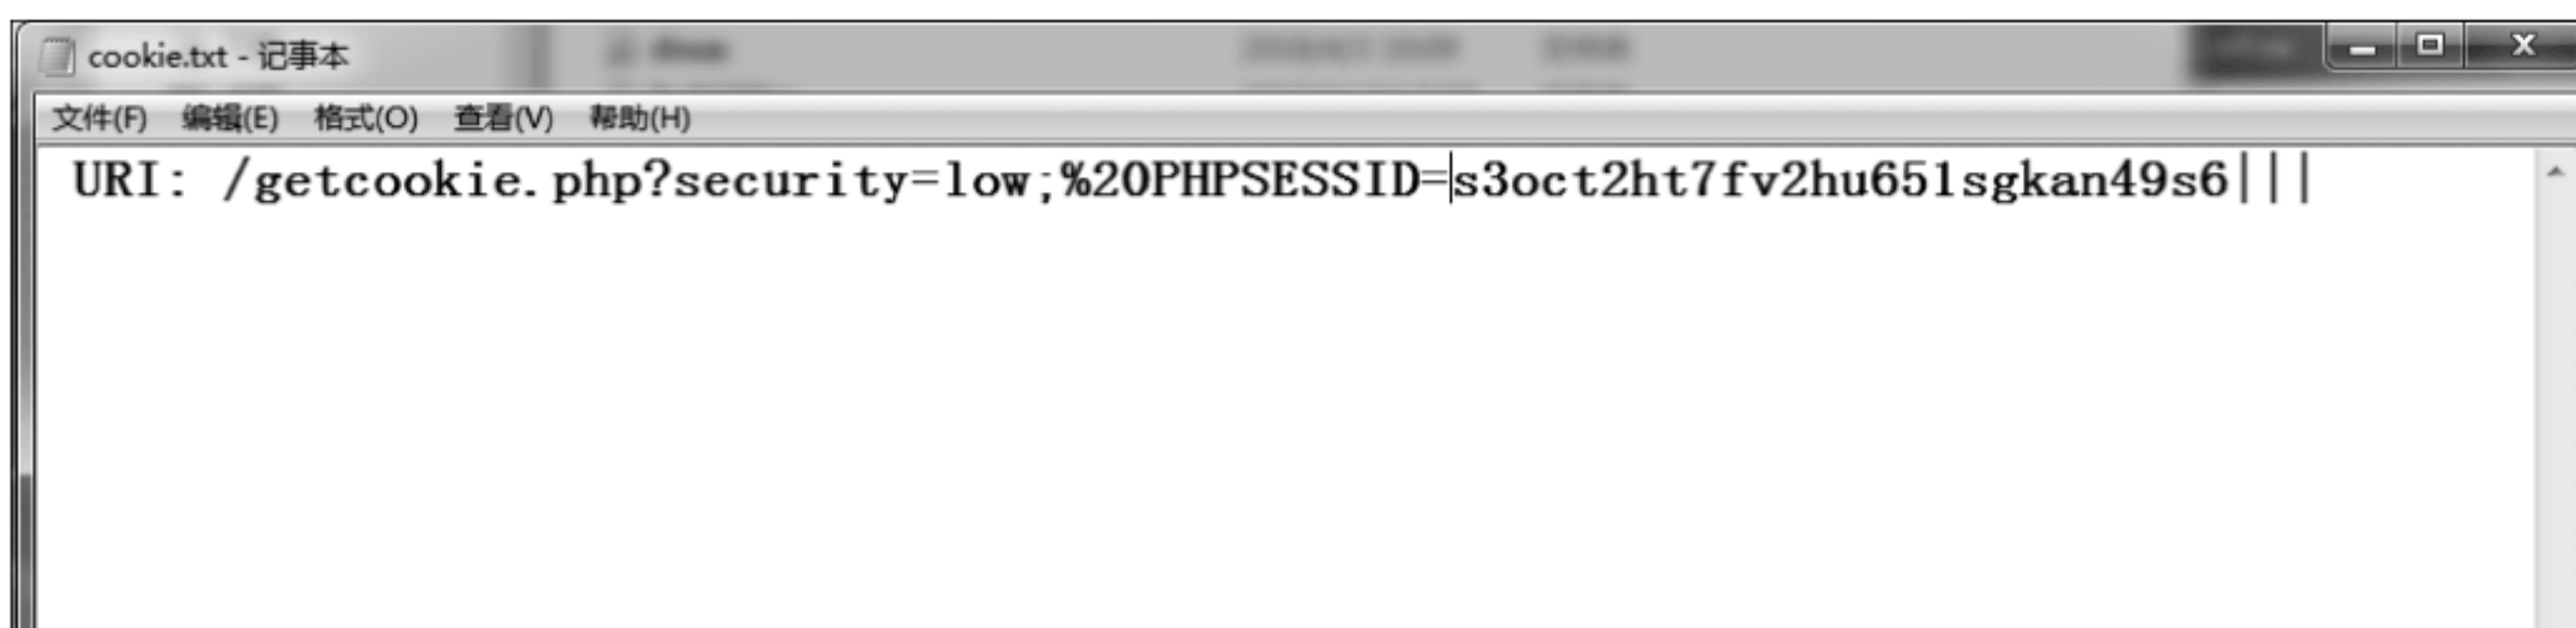 cookie.txt - 记事本
文件(F) 编辑(E) 格式(O) 查看(V) 帮助(H)
URI: /getcookie.php?security=low;%20PHPSESSID=s3oct2ht7fv2hu651sgkan49s6|||